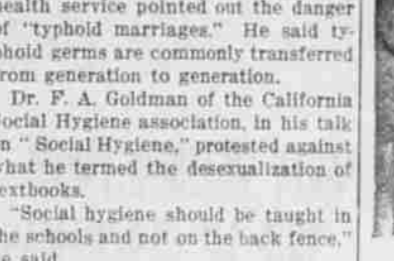 health service pointed out the danger
of "typhoid marriages." He said ty-
phoid germs are commonly transferred
from generation to generation.
Dr. F. A. Goldman of the California
Social Hygiene association, in his talk
on " Social Hygiene," protested against
what he termed the desexualization of
textbooks.
"Social hygiene should be taught in
the schools and not on the back fence,"
he said